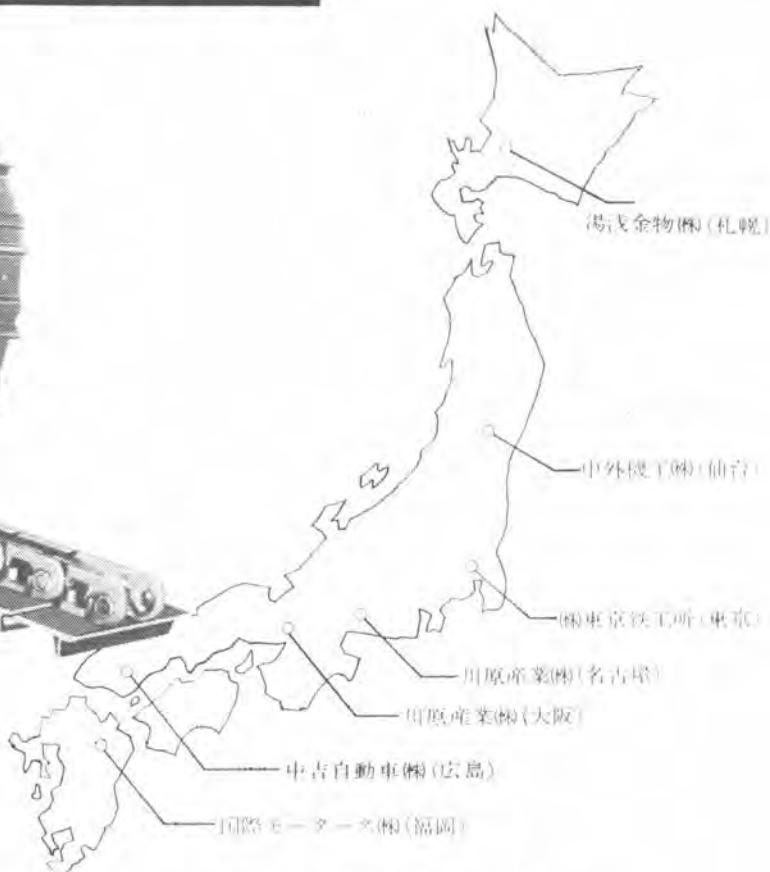 湯浅金物㈱(札幌)
中外機工㈱(仙台)
㈱東京鉄工所(東京)
川原産業㈱(名古屋)
川原産業㈱(大阪)
中吉自動車㈱(広島)
国際モータース㈱(福岡)